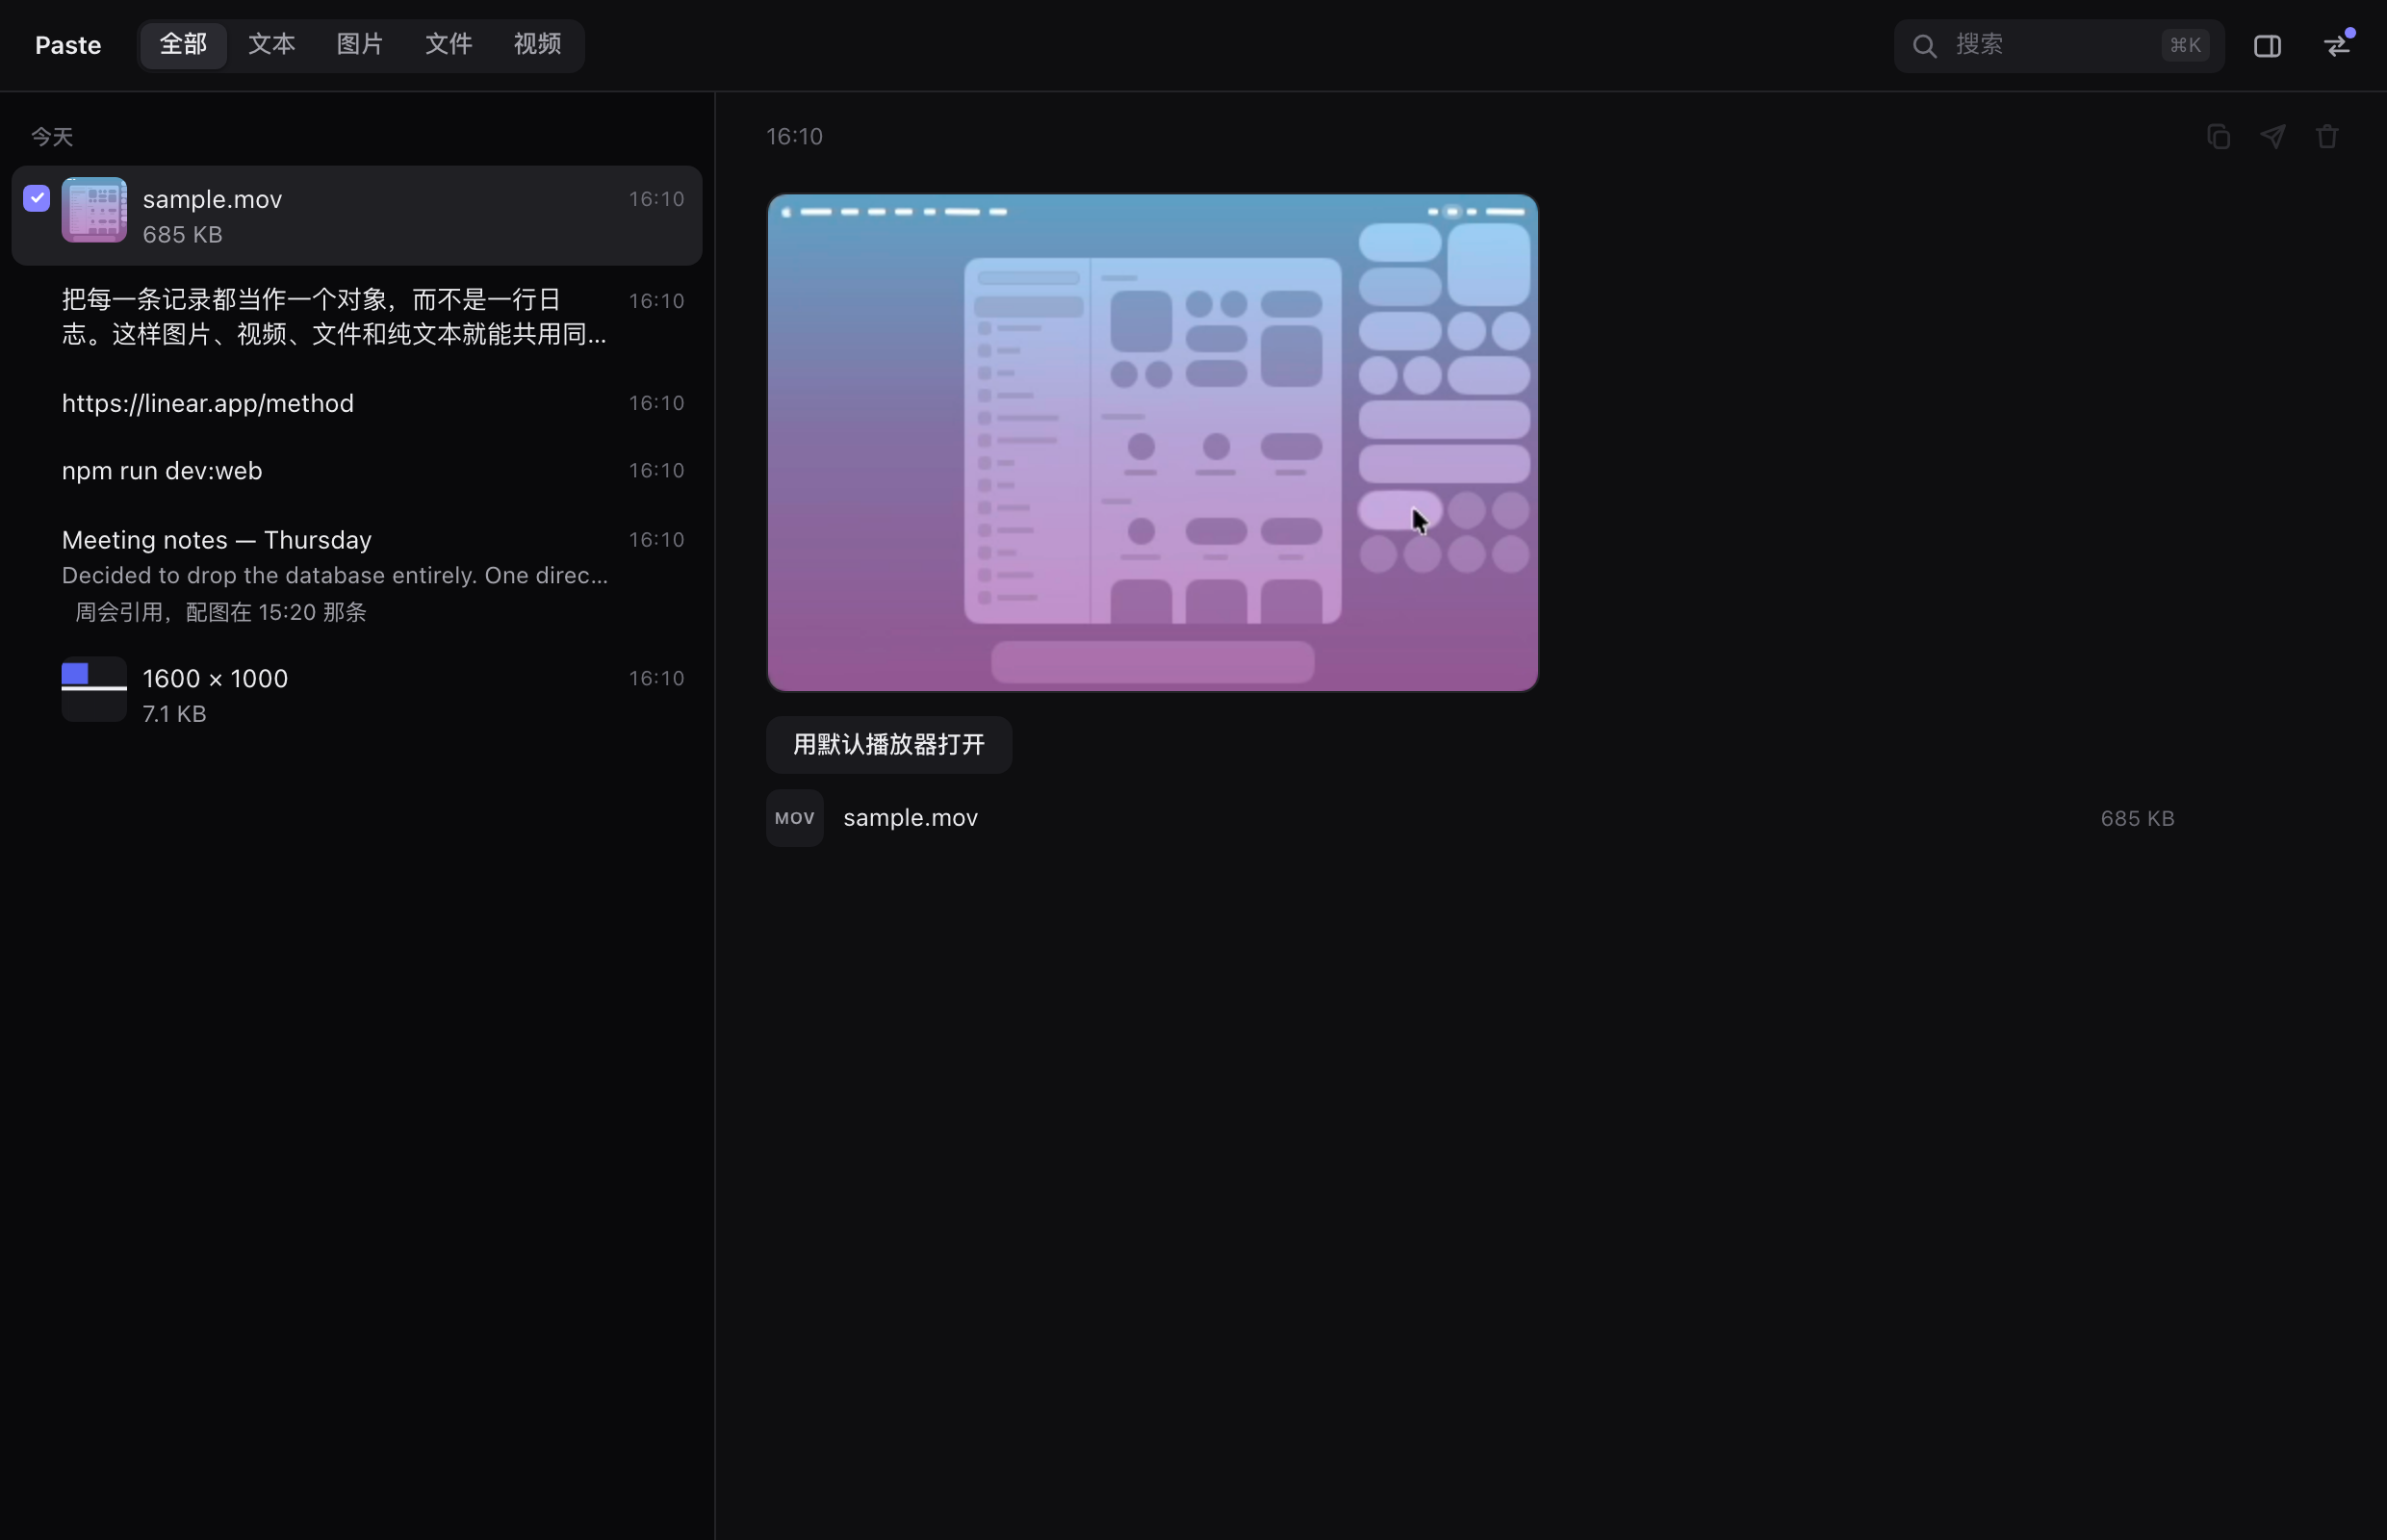 Paste
全部
文本
图片
文件
视频
搜索
⌘K
今天
sample.mov
16:10
685 KB
把每一条记录都当作一个对象，而不是一行日
16:10
志。这样图片、视频、文件和纯文本就能共用同...
https://linear.app/method
16:10
npm run dev:web
16:10
Meeting notes — Thursday
16:10
Decided to drop the database entirely. One direc...
周会引用，配图在 15:20 那条
1600 × 1000
16:10
7.1 KB
16:10
用默认播放器打开
MOV
sample.mov
685 KB